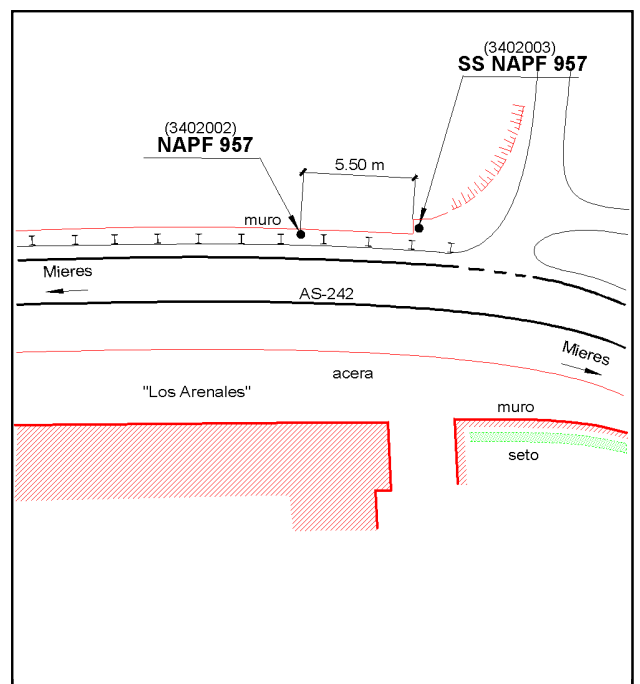 (3402003)
SS NAPF 957
(3402002)
NAPF 957
5.50 m
muro
Mieres
AS-242
Mieres
acera
"Los Arenales"
muro
seto